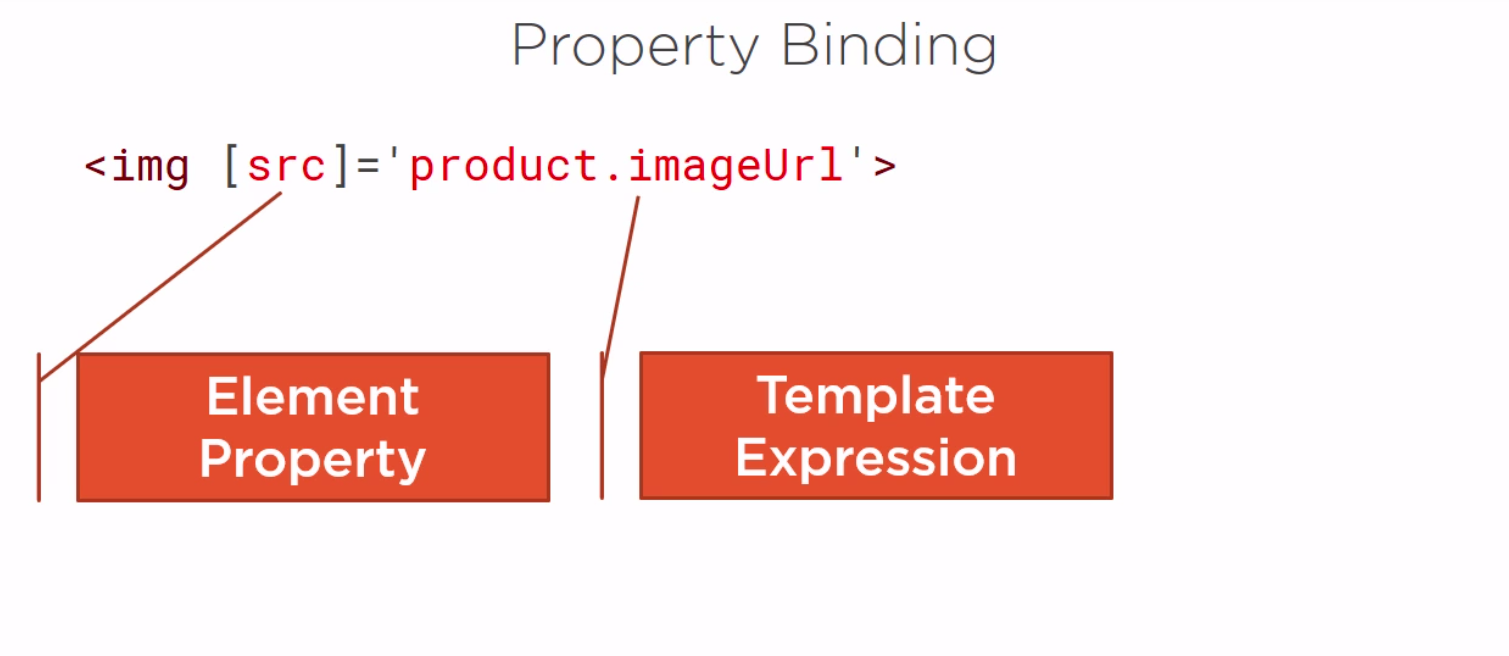 Property Binding
<img [src]='product.imageUrl'>
Element
Property
Template
Expression